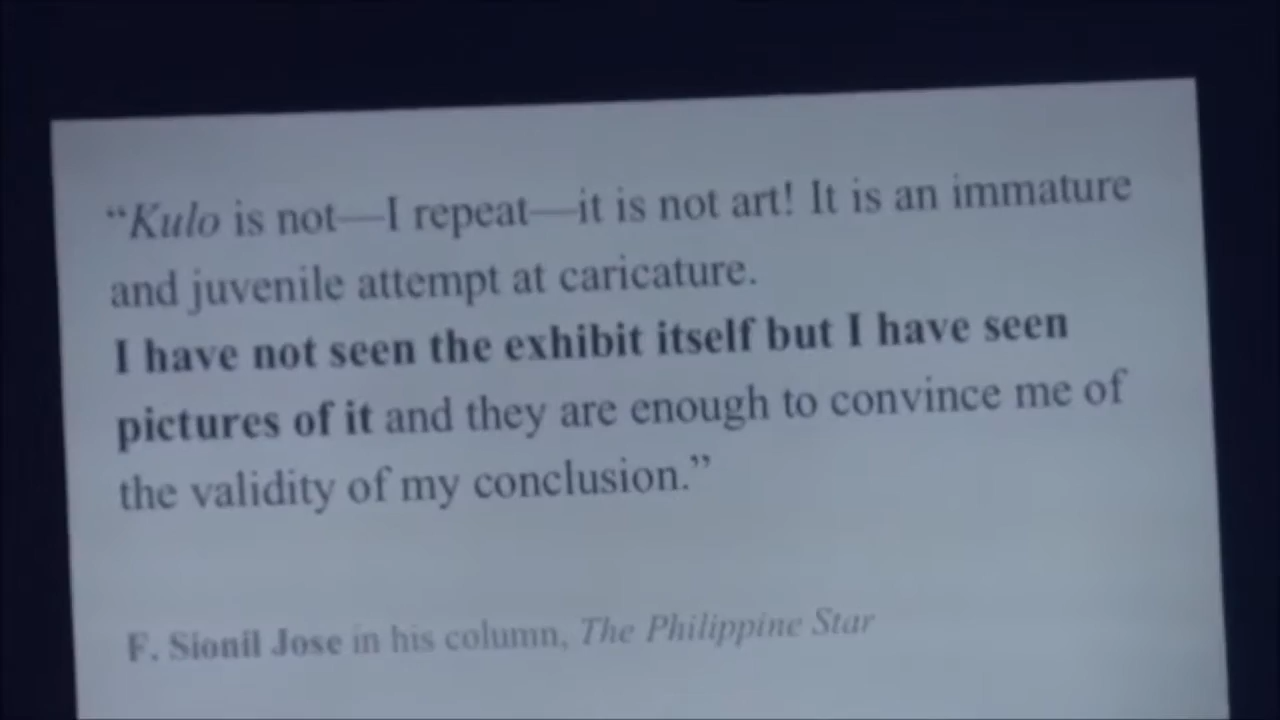 “Kulo is not—I repeat—it is not art! It is an immature
and juvenile attempt at caricature.
I have not seen the exhibit itself but I have seen
pictures of it and they are enough to convince me of
the validity of my conclusion.”
F. Sionil Jose in his column, The Philippine Star